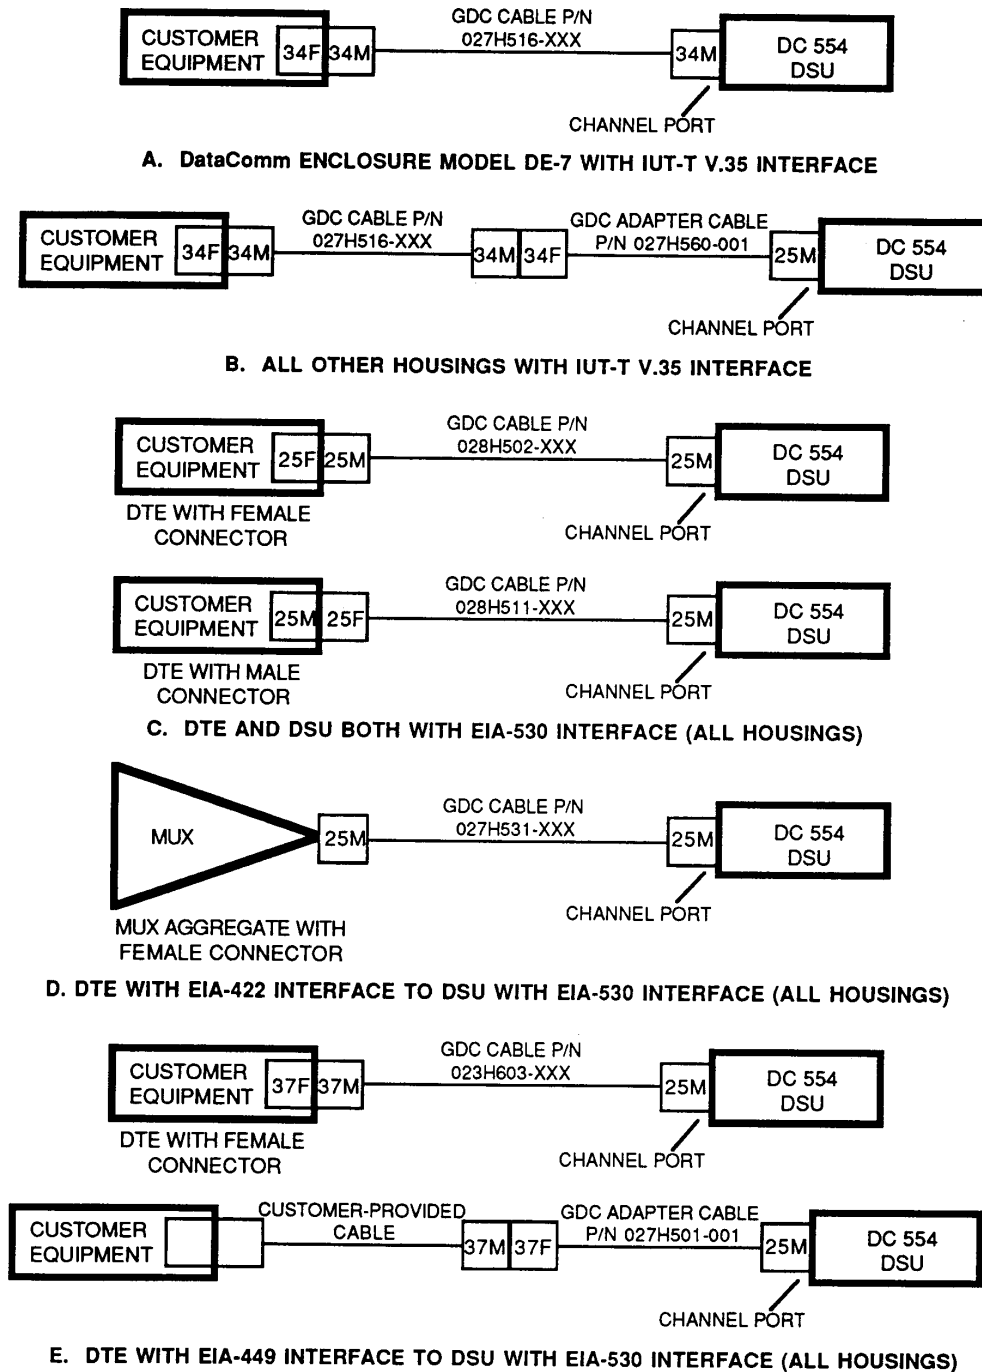 GDC CABLE P/N
027H516-XXX
CUSTOMER
EQUIPMENT
34F 34M
34M
DC 554
DSU
CHANNEL PORT
A. DataComm ENCLOSURE MODEL DE-7 WITH IUT-T V.35 INTERFACE
CUSTOMER
EQUIPMENT
34F 34M
GDC CABLE P/N
027H516-XXX
34M 34F
GDC ADAPTER CABLE
P/N 027H560-001
25M
DC 554
DSU
CHANNEL PORT
B. ALL OTHER HOUSINGS WITH IUT-T V.35 INTERFACE
GDC CABLE P/N
028H502-XXX
CUSTOMER
EQUIPMENT
25F 25M
25M
DC 554
DSU
DTE WITH FEMALE
CONNECTOR
CHANNEL PORT
GDC CABLE P/N
028H511-XXX
CUSTOMER
EQUIPMENT
25M 25F
25M
DC 554
DSU
DTE WITH MALE
CONNECTOR
CHANNEL PORT
C. DTE AND DSU BOTH WITH EIA-530 INTERFACE (ALL HOUSINGS)
MUX
25M
GDC CABLE P/N
027H531-XXX
25M
DC 554
DSU
MUX AGGREGATE WITH
FEMALE CONNECTOR
CHANNEL PORT
D. DTE WITH EIA-422 INTERFACE TO DSU WITH EIA-530 INTERFACE (ALL HOUSINGS)
GDC CABLE P/N
023H603-XXX
CUSTOMER
EQUIPMENT
37F 37M
25M
DC 554
DSU
DTE WITH FEMALE
CONNECTOR
CHANNEL PORT
CUSTOMER
EQUIPMENT
CUSTOMER-PROVIDED
CABLE
37M 37F
GDC ADAPTER CABLE
P/N 027H501-001
25M
DC 554
DSU
CHANNEL PORT
E. DTE WITH EIA-449 INTERFACE TO DSU WITH EIA-530 INTERFACE (ALL HOUSINGS)